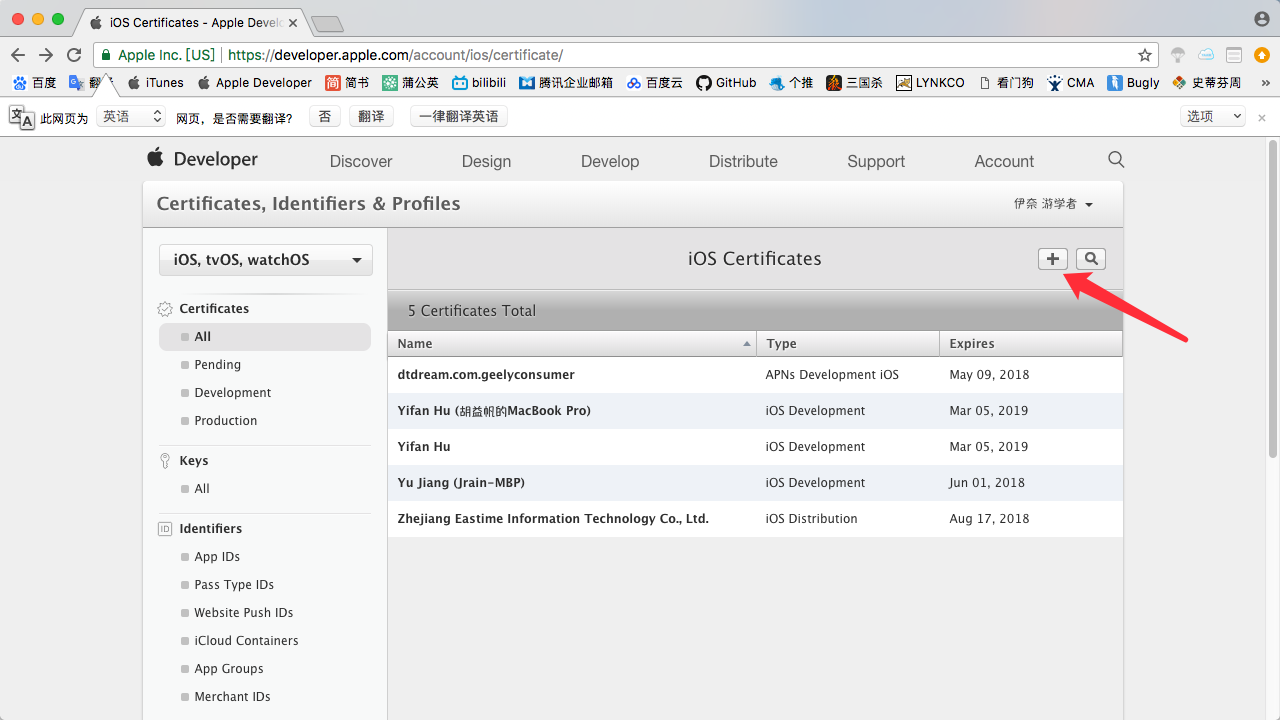 iOS Certificates - Apple Devel
Apple Inc. [US] https://developer.apple.com/account/ios/certificate/
百度 翻 iTunes Apple Developer 简书 蒲公英 bilibili 腾讯企业邮箱 百度云 GitHub 个推 三国杀 LYNKCO 看门狗 CMA Bugly 史蒂芬周 »
此网页为 英语 网页，是否需要翻译？ 否 翻译 一律翻译英语 选项
Developer Discover Design Develop Distribute Support Account
Certificates, Identifiers & Profiles 伊奈 游学者
iOS, tvOS, watchOS
iOS Certificates
Certificates
All
Pending
Development
Production
Keys
All
ID Identifiers
App IDs
Pass Type IDs
Website Push IDs
iCloud Containers
App Groups
Merchant IDs
5 Certificates Total
Name Type Expires
dtdream.com.geelyconsumer APNs Development iOS May 09, 2018
Yifan Hu (胡益帆的MacBook Pro) iOS Development Mar 05, 2019
Yifan Hu iOS Development Mar 05, 2019
Yu Jiang (Jrain-MBP) iOS Development Jun 01, 2018
Zhejiang Eastime Information Technology Co., Ltd. iOS Distribution Aug 17, 2018